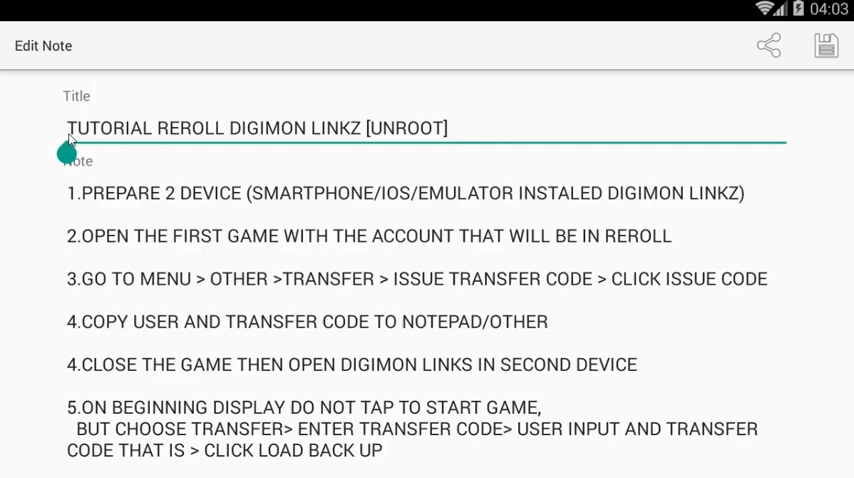 04:03
Edit Note
Title
TUTORIAL REROLL DIGIMON LINKZ [UNROOT]
Note
1.PREPARE 2 DEVICE (SMARTPHONE/IOS/EMULATOR INSTALED DIGIMON LINKZ)
2.OPEN THE FIRST GAME WITH THE ACCOUNT THAT WILL BE IN REROLL
3.GO TO MENU > OTHER >TRANSFER > ISSUE TRANSFER CODE > CLICK ISSUE CODE
4.COPY USER AND TRANSFER CODE TO NOTEPAD/OTHER
4.CLOSE THE GAME THEN OPEN DIGIMON LINKS IN SECOND DEVICE
5.ON BEGINNING DISPLAY DO NOT TAP TO START GAME,
BUT CHOOSE TRANSFER> ENTER TRANSFER CODE> USER INPUT AND TRANSFER
CODE THAT IS > CLICK LOAD BACK UP